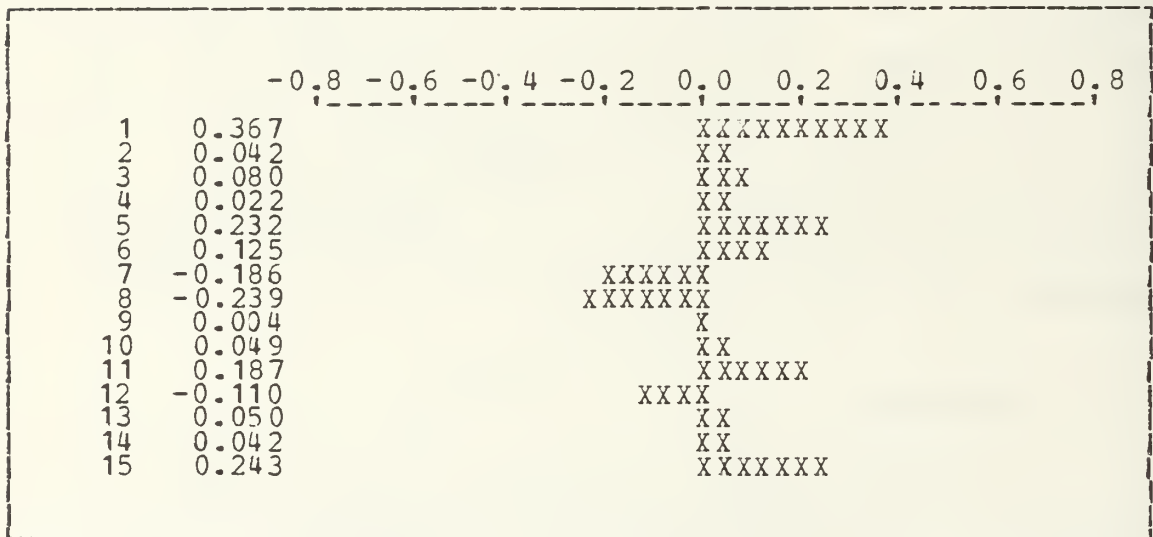 -0.8 -0.6 -0.4 -0.2 0.0 0.2 0.4 0.6 0.8
1 0.367 XXXXXXXXXX
2 0.042 XX
3 0.080 XXX
4 0.022 XX
5 0.232 XXXXXXX
6 0.125 XXXX
7 -0.186 XXXXXX
8 -0.239 XXXXXXX
9 0.004 X
10 0.049 XX
11 0.187 XXXXXX
12 -0.110 XXXX
13 0.050 XX
14 0.042 XX
15 0.243 XXXXXXX